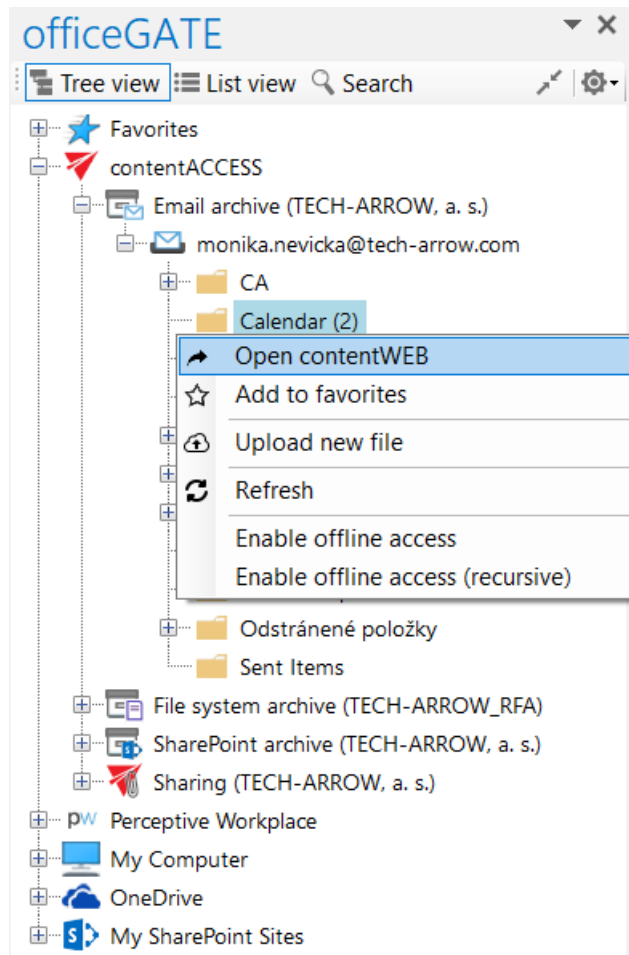 officeGATE
Tree view List view Search
Favorites
contentACCESS
Email archive (TECH-ARROW, a. s.)
monika.nevicka@tech-arrow.com
CA
Calendar (2)
Open contentWEB
Add to favorites
Upload new file
Refresh
Enable offline access
Enable offline access (recursive)
Odstránené položky
Sent Items
File system archive (TECH-ARROW_RFA)
SharePoint archive (TECH-ARROW, a. s.)
Sharing (TECH-ARROW, a. s.)
pw Perceptive Workplace
My Computer
OneDrive
S My SharePoint Sites